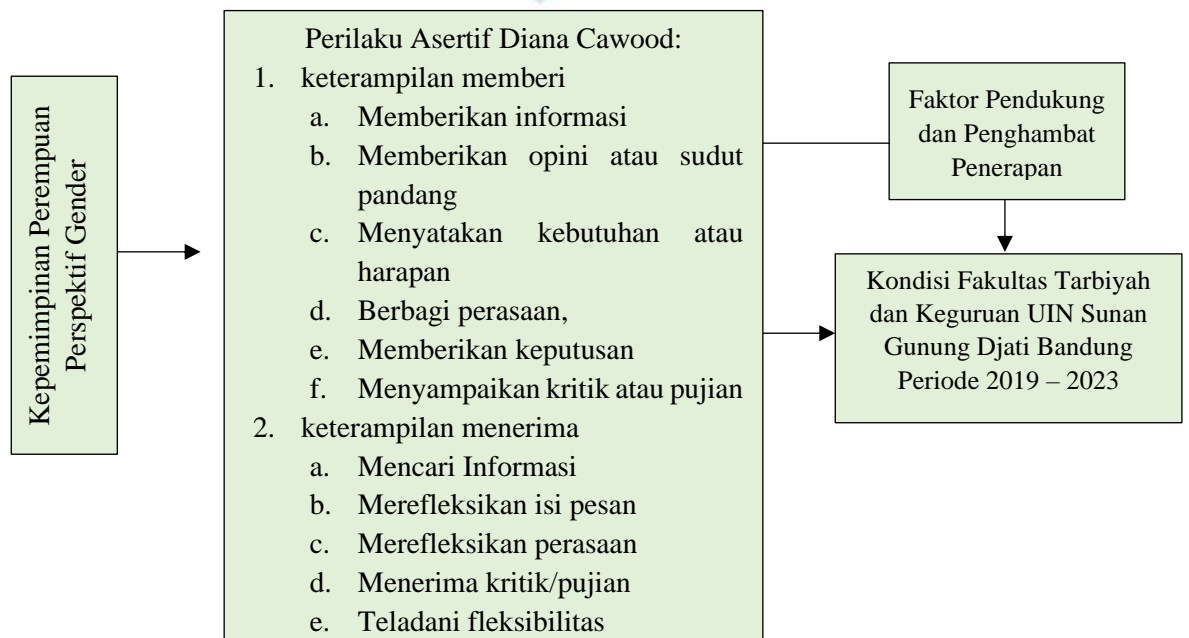 Kepemimpinan Perempuan
Perspektif Gender
Perilaku Asertif Diana Cawood:
1. keterampilan memberi
a. Memberikan informasi
b. Memberikan opini atau sudut
pandang
c. Menyatakan kebutuhan atau
harapan
d. Berbagi perasaan,
e. Memberikan keputusan
f. Menyampaikan kritik atau pujian
2. keterampilan menerima
a. Mencari Informasi
b. Merefleksikan isi pesan
c. Merefleksikan perasaan
d. Menerima kritik/pujian
e. Teladani fleksibilitas
Faktor Pendukung
dan Penghambat
Penerapan
Kondisi Fakultas Tarbiyah
dan Keguruan UIN Sunan
Gunung Djati Bandung
Periode 2019 – 2023